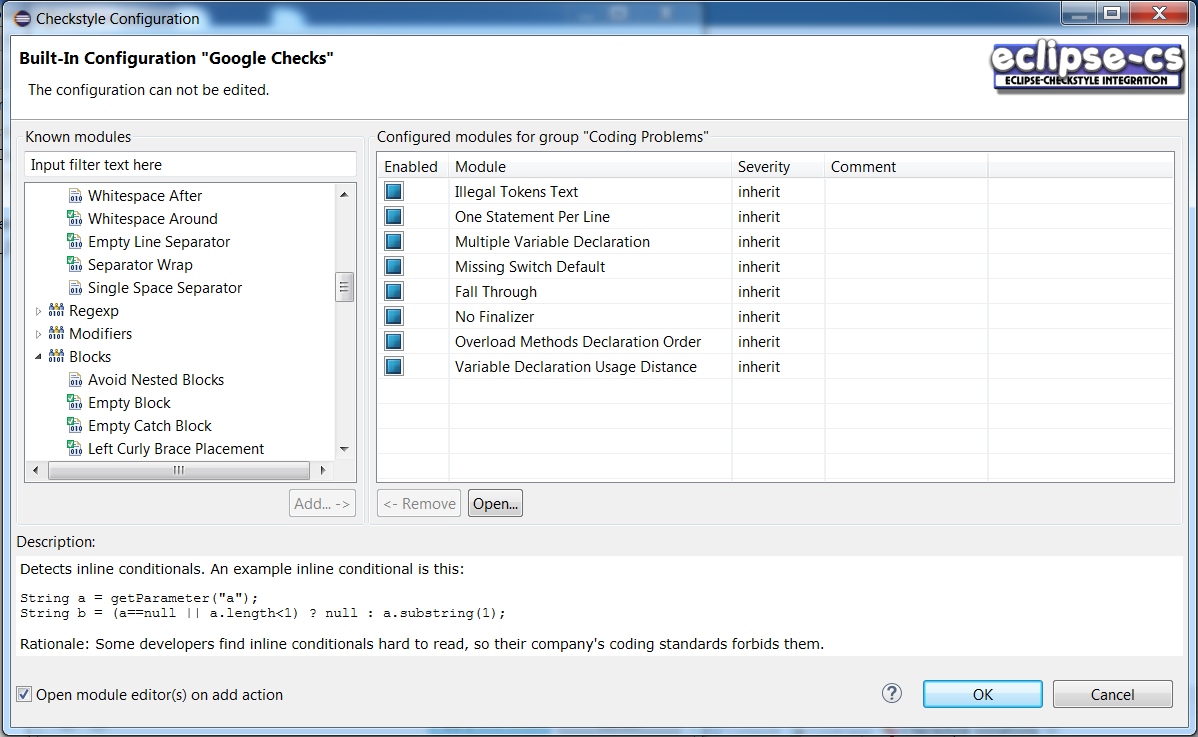 Checkstyle Configuration
Built-In Configuration "Google Checks"
The configuration can not be edited.
eclipse-cs
ECLIPSE-CHECKSTYLE INTEGRATION
Known modules
Input filter text here
Whitespace After
Whitespace Around
Empty Line Separator
Separator Wrap
Single Space Separator
Regexp
Modifiers
Blocks
Avoid Nested Blocks
Empty Block
Empty Catch Block
Left Curly Brace Placement
Add... ->
Configured modules for group "Coding Problems"
Enabled Module Severity Comment
Illegal Tokens Text inherit
One Statement Per Line inherit
Multiple Variable Declaration inherit
Missing Switch Default inherit
Fall Through inherit
No Finalizer inherit
Overload Methods Declaration Order inherit
Variable Declaration Usage Distance inherit
<- Remove Open...
Description:
Detects inline conditionals. An example inline conditional is this:
String a = getParameter("a");
String b = (a==null || a.length<1) ? null : a.substring(1);
Rationale: Some developers find inline conditionals hard to read, so their company's coding standards forbids them.
Open module editor(s) on add action
? OK Cancel